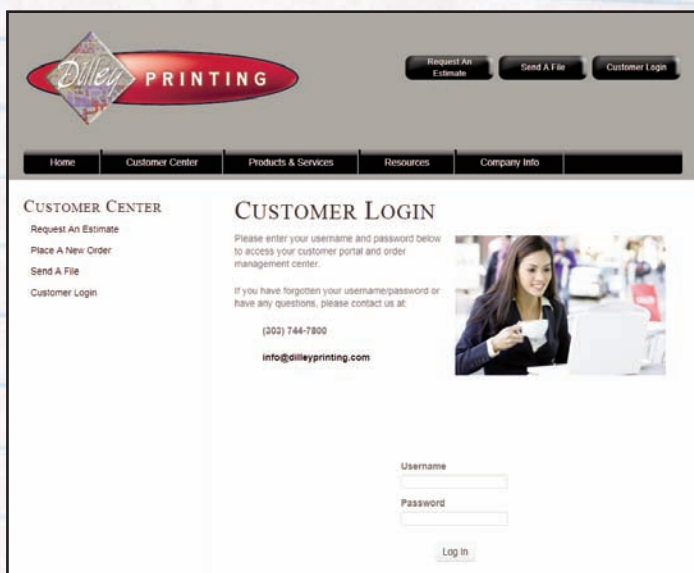 Dilley PRINTING
Request An
Estimate
Send A File
Customer Login
Home
Customer Center
Products & Services
Resources
Company Info
CUSTOMER CENTER
Request An Estimate
Place A New Order
Send A File
Customer Login
CUSTOMER LOGIN
Please enter your username and password below
to access your customer portal and order
management center.
If you have forgotten your username/password or
have any questions, please contact us at:
(303) 744-7800
info@dilleyprinting.com
Username
Password
Log In